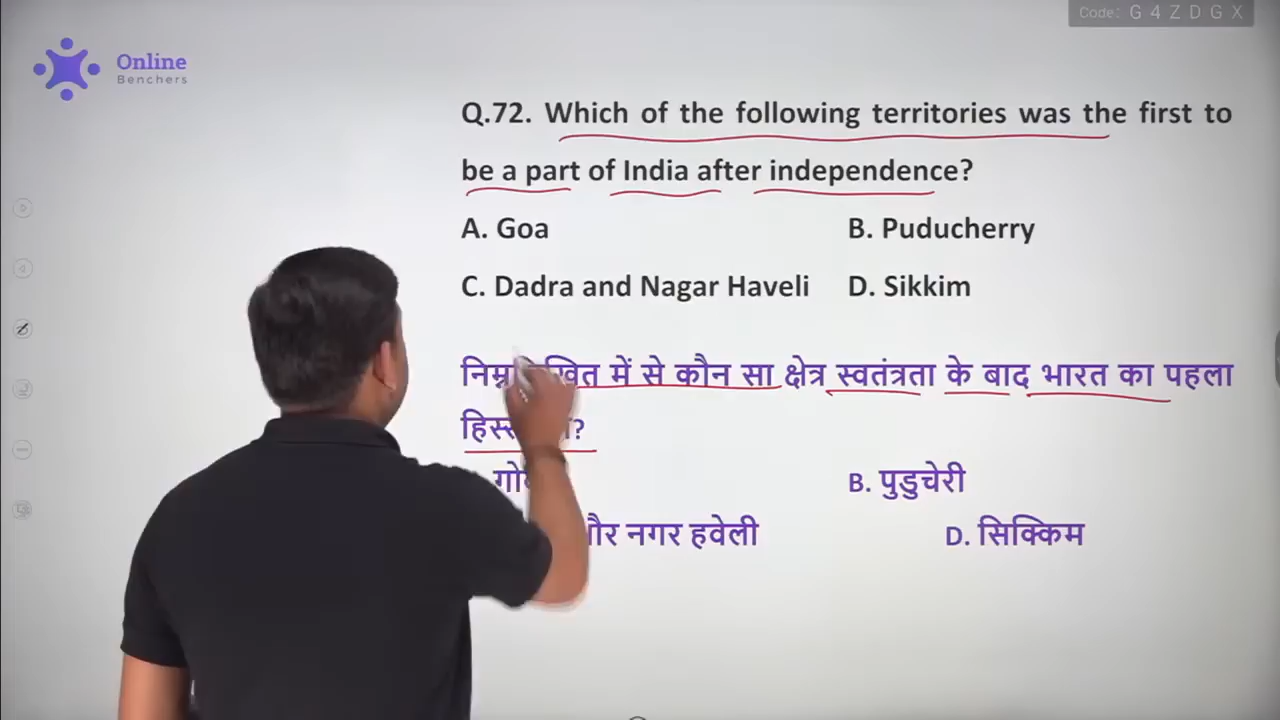 Code: G 4 Z D G X
Online
Benchers
Q.72. Which of the following territories was the first to
be a part of India after independence?
A. Goa
B. Puducherry
C. Dadra and Nagar Haveli
D. Sikkim
में से कौन सा क्षेत्र स्वतंत्रता के बाद भारत का पहला
B. पुडुचेरी
नगर हवेली
D. सिक्किम